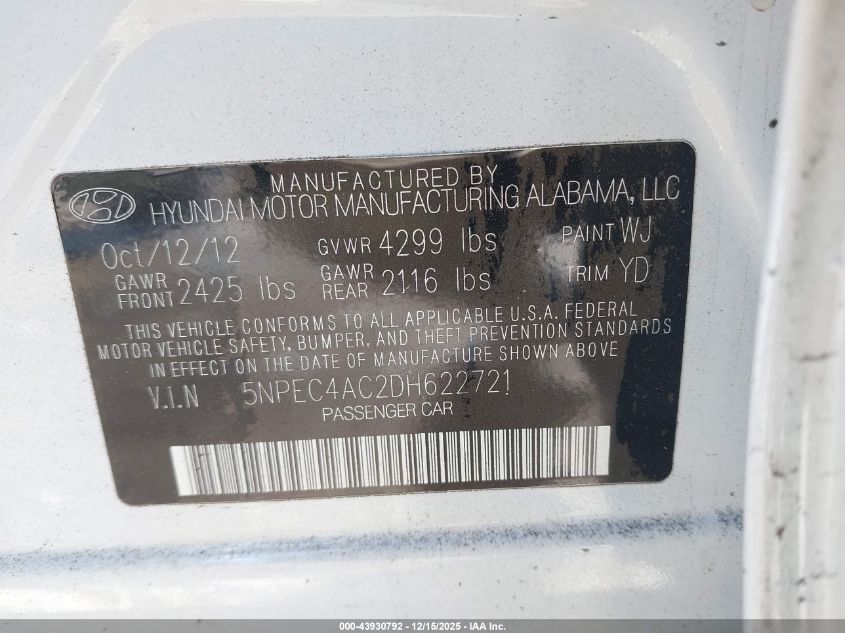 MANUFACTURED BY
HYUNDAI MOTOR MANUFACTURING ALABAMA, LLC
Oct/12/12 GVWR 4299 lbs PAINT WJ
GAWR FRONT 2425 lbs GAWR REAR 2116 lbs TRIM YD
THIS VEHICLE CONFORMS TO ALL APPLICABLE U.S.A. FEDERAL
MOTOR VEHICLE SAFETY, BUMPER, AND THEFT PREVENTION STANDARDS
IN EFFECT ON THE DATE OF MANUFACTURE SHOWN ABOVE
V.I.N 5NPEC4AC2DH622721
PASSENGER CAR
000-43930792 - 12/15/2025 - IAA Inc.